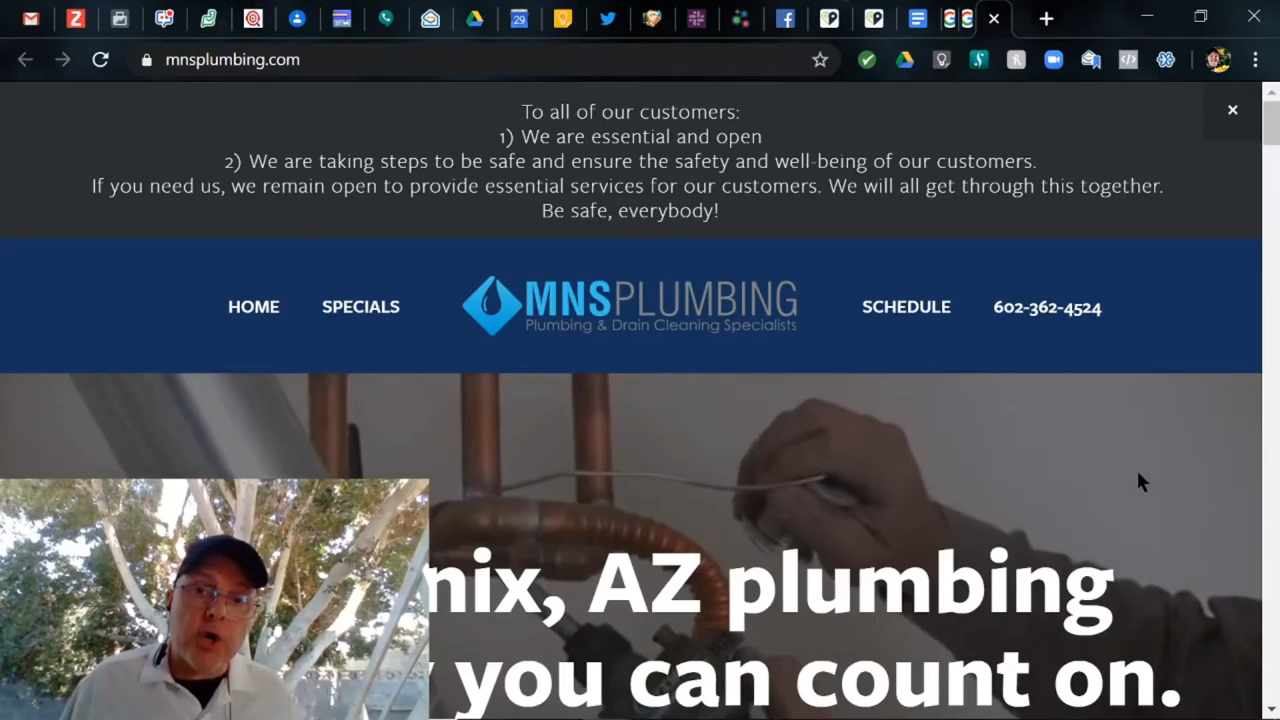 mnsplumbing.com
To all of our customers:
1) We are essential and open
2) We are taking steps to be safe and ensure the safety and well-being of our customers.
If you need us, we remain open to provide essential services for our customers. We will all get through this together.
Be safe, everybody!
HOME
SPECIALS
MNSPLUMBING
Plumbing & Drain Cleaning Specialists
SCHEDULE
602-362-4524
nix, AZ plumbing
you can count on.